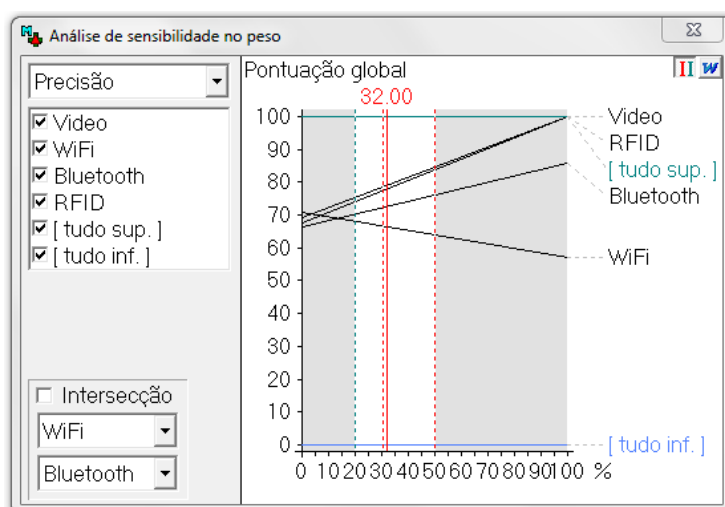 Análise de sensibilidade no peso
Precisão
Video
WiFi
Bluetooth
RFID
[ tudo sup. ]
[ tudo inf. ]
Intersecção
WiFi
Bluetooth
Pontuação global
32.00
100
90
80
70
60
50
40
30
20
10
0
0 10 20 30 40 50 60 70 80 90 100 %
Video
RFID
[ tudo sup. ]
Bluetooth
WiFi
[ tudo inf. ]